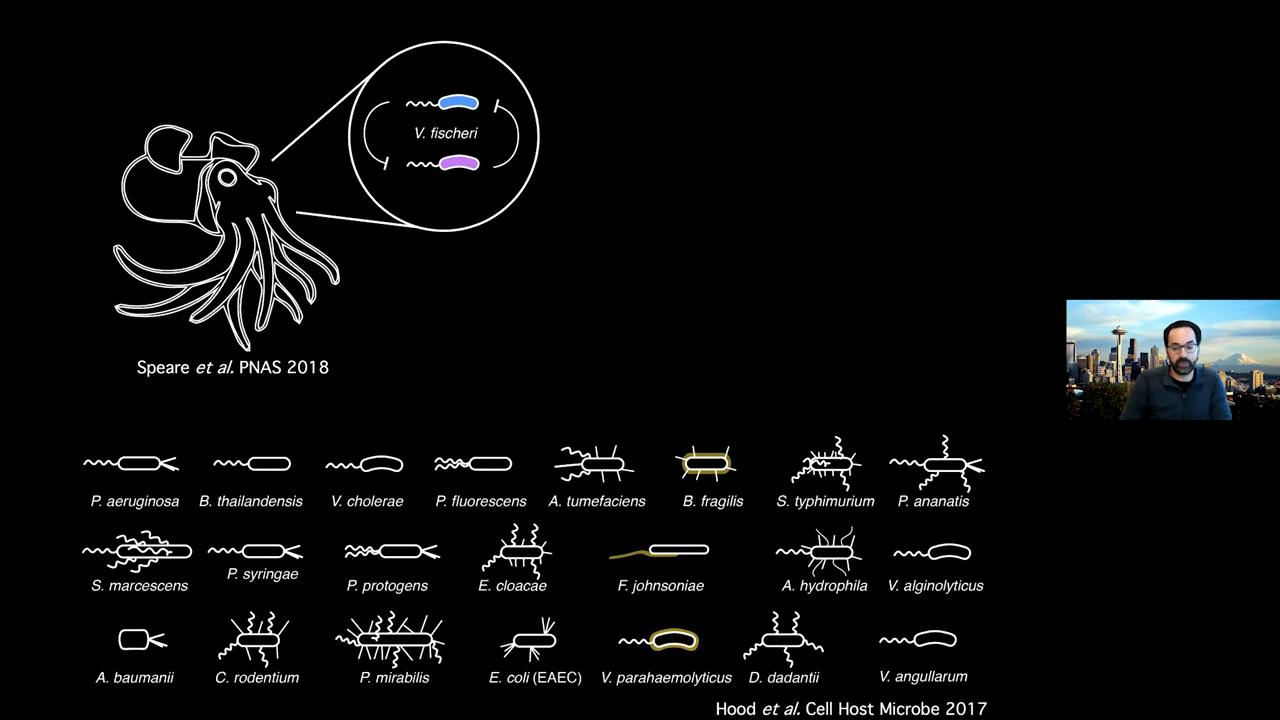 V. fischeri
Speare et al. PNAS 2018
P. aeruginosa B. thailandensis V. cholerae P. fluorescens A. tumefaciens B. fragilis S. typhimurium P. ananatis
S. marcescens P. syringae P. protogens E. cloacae F. johnsoniae A. hydrophila V. alginolyticus
A. baumanii C. rodentium P. mirabilis E. coli (EAEC) V. parahaemolyticus D. dadantii V. angullarum
Hood et al. Cell Host Microbe 2017